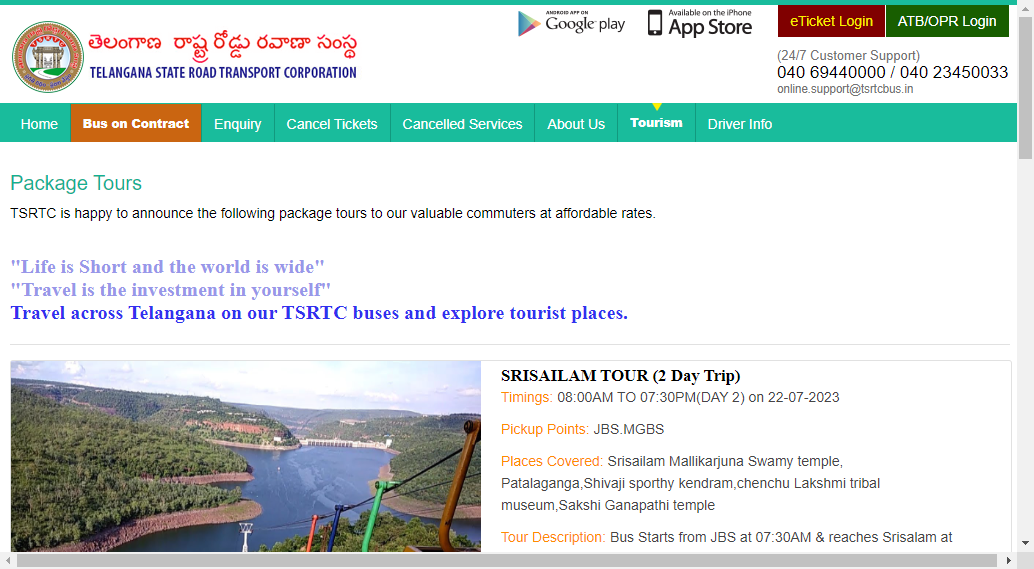 తెలంగాణ రాష్ట్ర రోడ్డు రవాణా సంస్థ
TELANGANA STATE ROAD TRANSPORT CORPORATION
ANDROID APP ON
Google play
Available on the iPhone
App Store
eTicket Login
ATB/OPR Login
(24/7 Customer Support)
040 69440000 / 040 23450033
online.support@tsrtcbus.in
Home Bus on Contract Enquiry Cancel Tickets Cancelled Services About Us Tourism Driver Info
Package Tours
TSRTC is happy to announce the following package tours to our valuable commuters at affordable rates.
"Life is Short and the world is wide"
"Travel is the investment in yourself"
Travel across Telangana on our TSRTC buses and explore tourist places.
SRISAILAM TOUR (2 Day Trip)
TImings: 08:00AM TO 07:30PM(DAY 2) on 22-07-2023
Pickup Points: JBS.MGBS
Places Covered: Srisailam Mallikarjuna Swamy temple,
Patalaganga,Shivaji sporthy kendram,chenchu Lakshmi tribal
museum,Sakshi Ganapathi temple
Tour Description: Bus Starts from JBS at 07:30AM & reaches Srisalam at